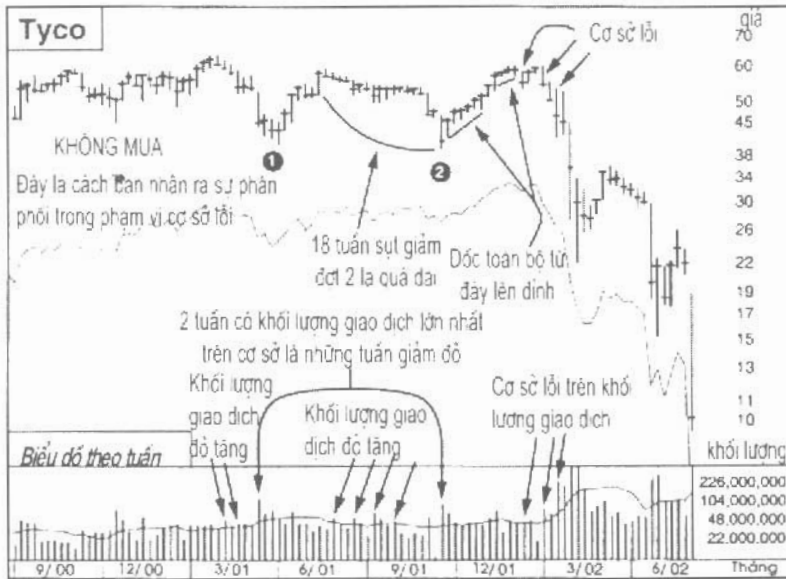 Tyco
giá
70
Cơ sở lỗi
60
50
45
KHÔNG MUA
38
Đây là cách bạn nhân ra sự phân
34
phối trong phạm vi cơ sở lỗi
30
1
2
18 tuần sụt giảm
đợt 2 là quá dài
Dốc toàn bộ từ
đáy lên đỉnh
26
22
19
17
15
13
11
10
2 tuần có khối lượng giao dịch lớn nhất
trên cơ sở là những tuần giảm đỏ
Khối lượng
giao dịch
đỏ tăng
Khối lượng giao
dịch đỏ tăng
Cơ sở lỗi trên khối
lượng giao dịch
Biểu đồ theo tuần
khối lượng
226,000,000
104,000,000
48,000,000
22,000,000
9/00 12/00 3/01 6/01 9/01 12/01 3/02 6/02 Tháng